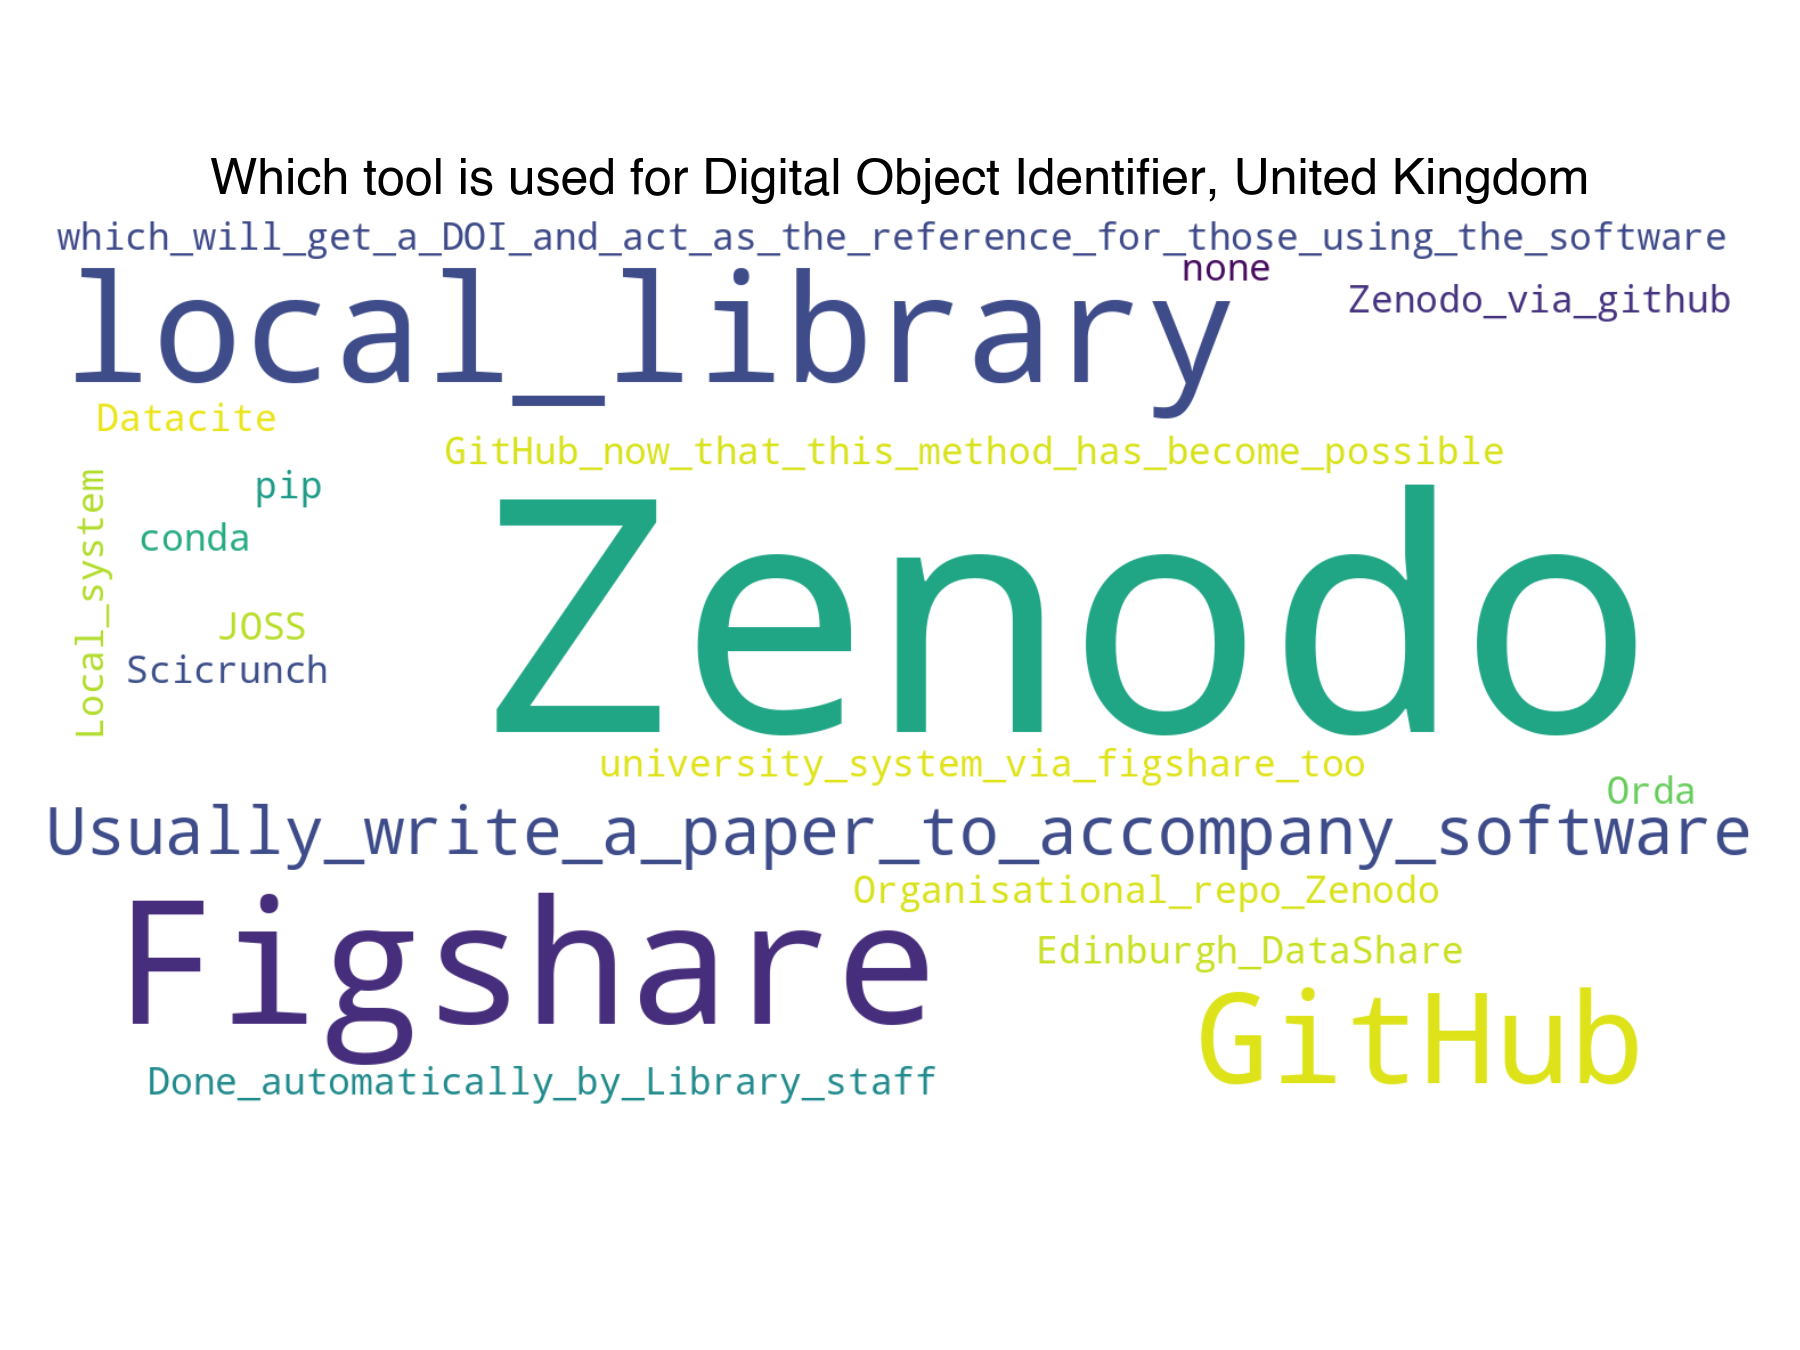 Which tool is used for Digital Object Identifier, United Kingdom
which_will_get_a_DOI_and_act_as_the_reference_for_those_using_the_software
none
local_library
Zenodo_via_github
Datacite
GitHub_now_that_this_method_has_become_possible
Local_system
pip
conda
Zenodo
JOSS
Scicrunch
university_system_via_figshare_too
Orda
Usually_write_a_paper_to_accompany_software
Organisational_repo_Zenodo
Figshare
Edinburgh_DataShare
GitHub
Done_automatically_by_Library_staff